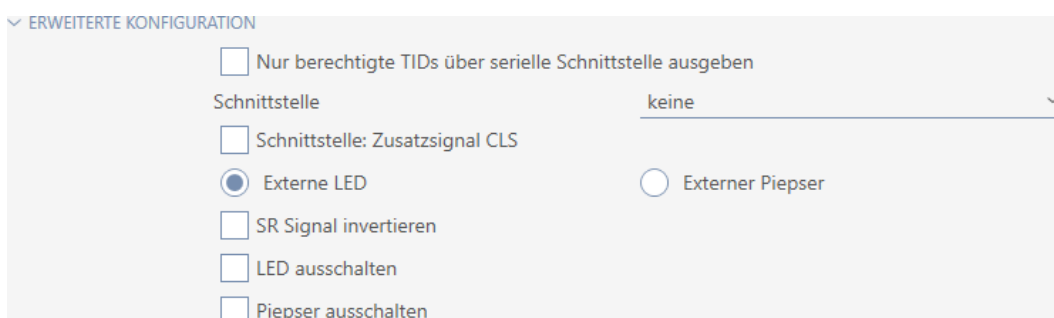 ERWEITERTE KONFIGURATION
Nur berechtigte TIDs über serielle Schnittstelle ausgeben
Schnittstelle keine
Schnittstelle: Zusatzsignal CLS
Externe LED Externer Piepser
SR Signal invertieren
LED ausschalten
Piepser ausschalten